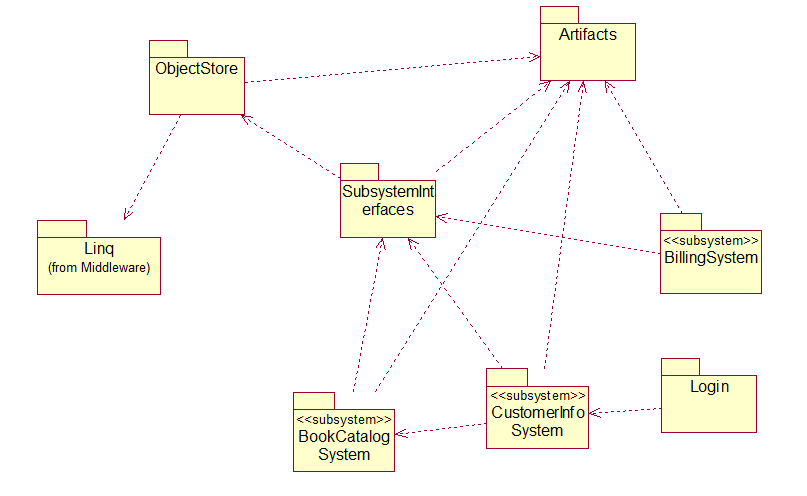 Artifacts
ObjectStore
SubsystemInt
erfaces
Linq
(from Middleware)
<<subsystem>>
BillingSystem
<<subsystem>>
CustomerInfo
System
Login
<<subsystem>>
BookCatalog
System